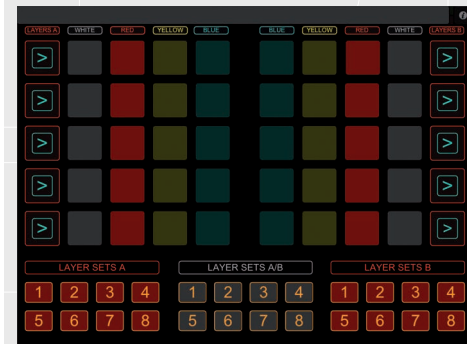 LAYERS A WHITE RED YELLOW BLUE BLUE YELLOW RED WHITE LAYERS B
> >
> >
> >
> >
> >
LAYER SETS A LAYER SETS A/B LAYER SETS B
1 2 3 4 1 2 3 4 1 2 3 4
5 6 7 8 5 6 7 8 5 6 7 8